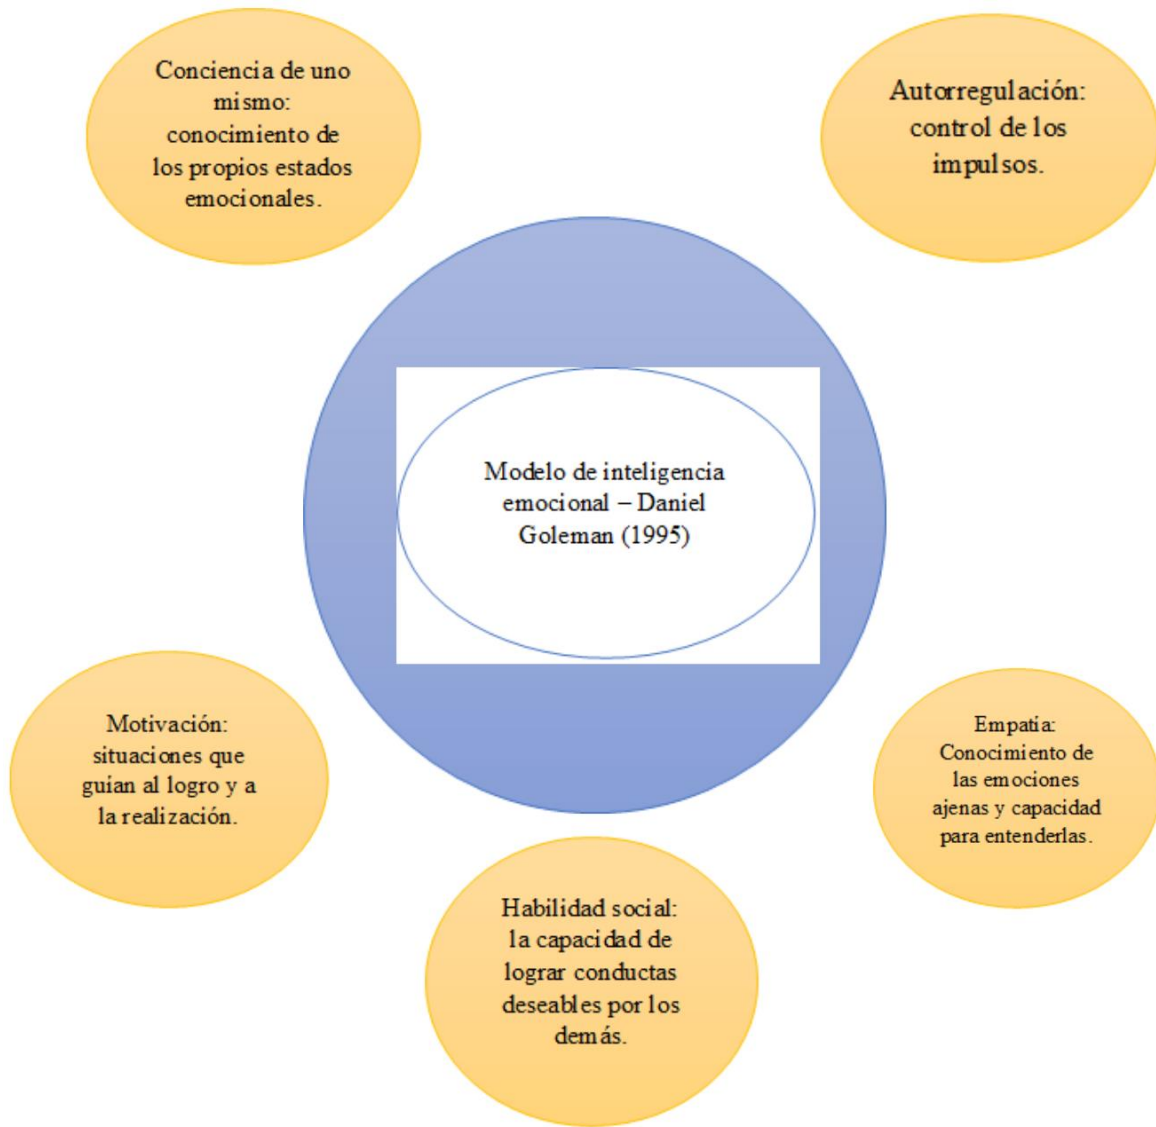 Conciencia de uno
mismo:
conocimiento de
los propios estados
emocionales.
Autorregulación:
control de los
impulsos.
Modelo de inteligencia
emocional – Daniel
Goleman (1995)
Motivación:
situaciones que
guían al logro y a
la realización.
Empatia:
Conocimiento de
las emociones
ajenas y capacidad
para entenderlas.
Habilidad social:
la capacidad de
lograr conductas
deseables por los
demás.